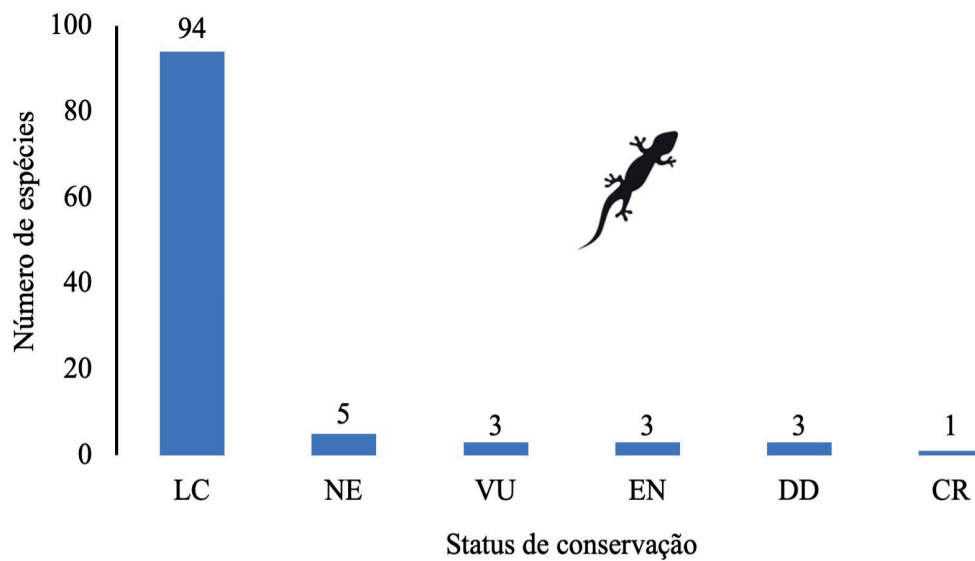 100
80
60
40
20
0
Número de espécies
94
5
3
3
3
1
LC
NE
VU
EN
DD
CR
Status de conservação